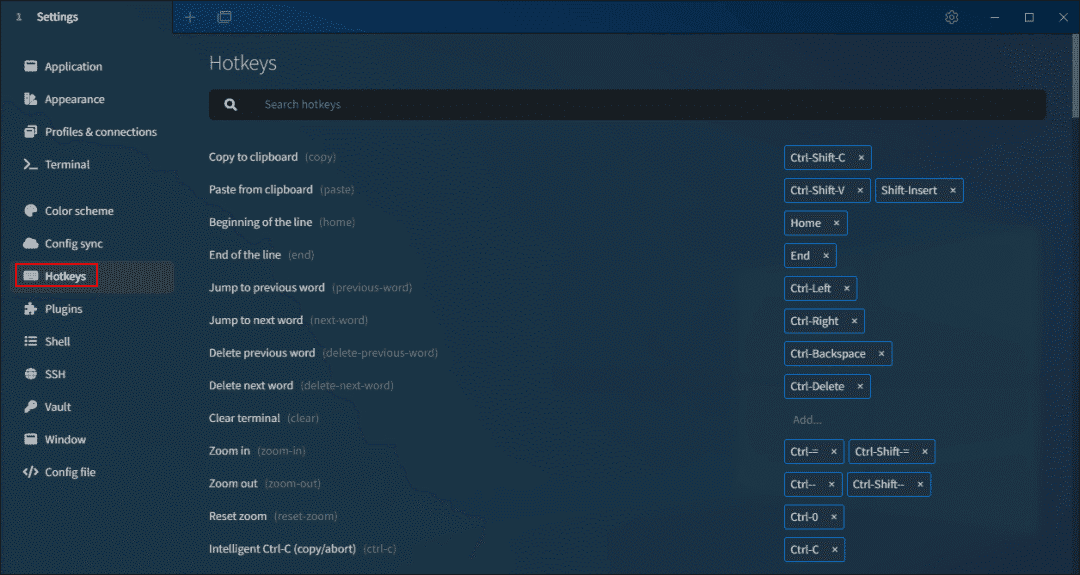 1 Settings
Application
Appearance
Profiles & connections
Terminal
Color scheme
Config sync
Hotkeys
Plugins
Shell
SSH
Vault
Window
Config file
Hotkeys
Search hotkeys
Copy to clipboard (copy) Ctrl-Shift-C ×
Paste from clipboard (paste) Ctrl-Shift-V × Shift-Insert ×
Beginning of the line (home) Home ×
End of the line (end) End ×
Jump to previous word (previous-word) Ctrl-Left ×
Jump to next word (next-word) Ctrl-Right ×
Delete previous word (delete-previous-word) Ctrl-Backspace ×
Delete next word (delete-next-word) Ctrl-Delete ×
Clear terminal (clear) Add...
Zoom in (zoom-in) Ctrl-= × Ctrl-Shift-= ×
Zoom out (zoom-out) Ctrl-- × Ctrl-Shift-- ×
Reset zoom (reset-zoom) Ctrl-0 ×
Intelligent Ctrl-C (copy/abort) (ctrl-c) Ctrl-C ×